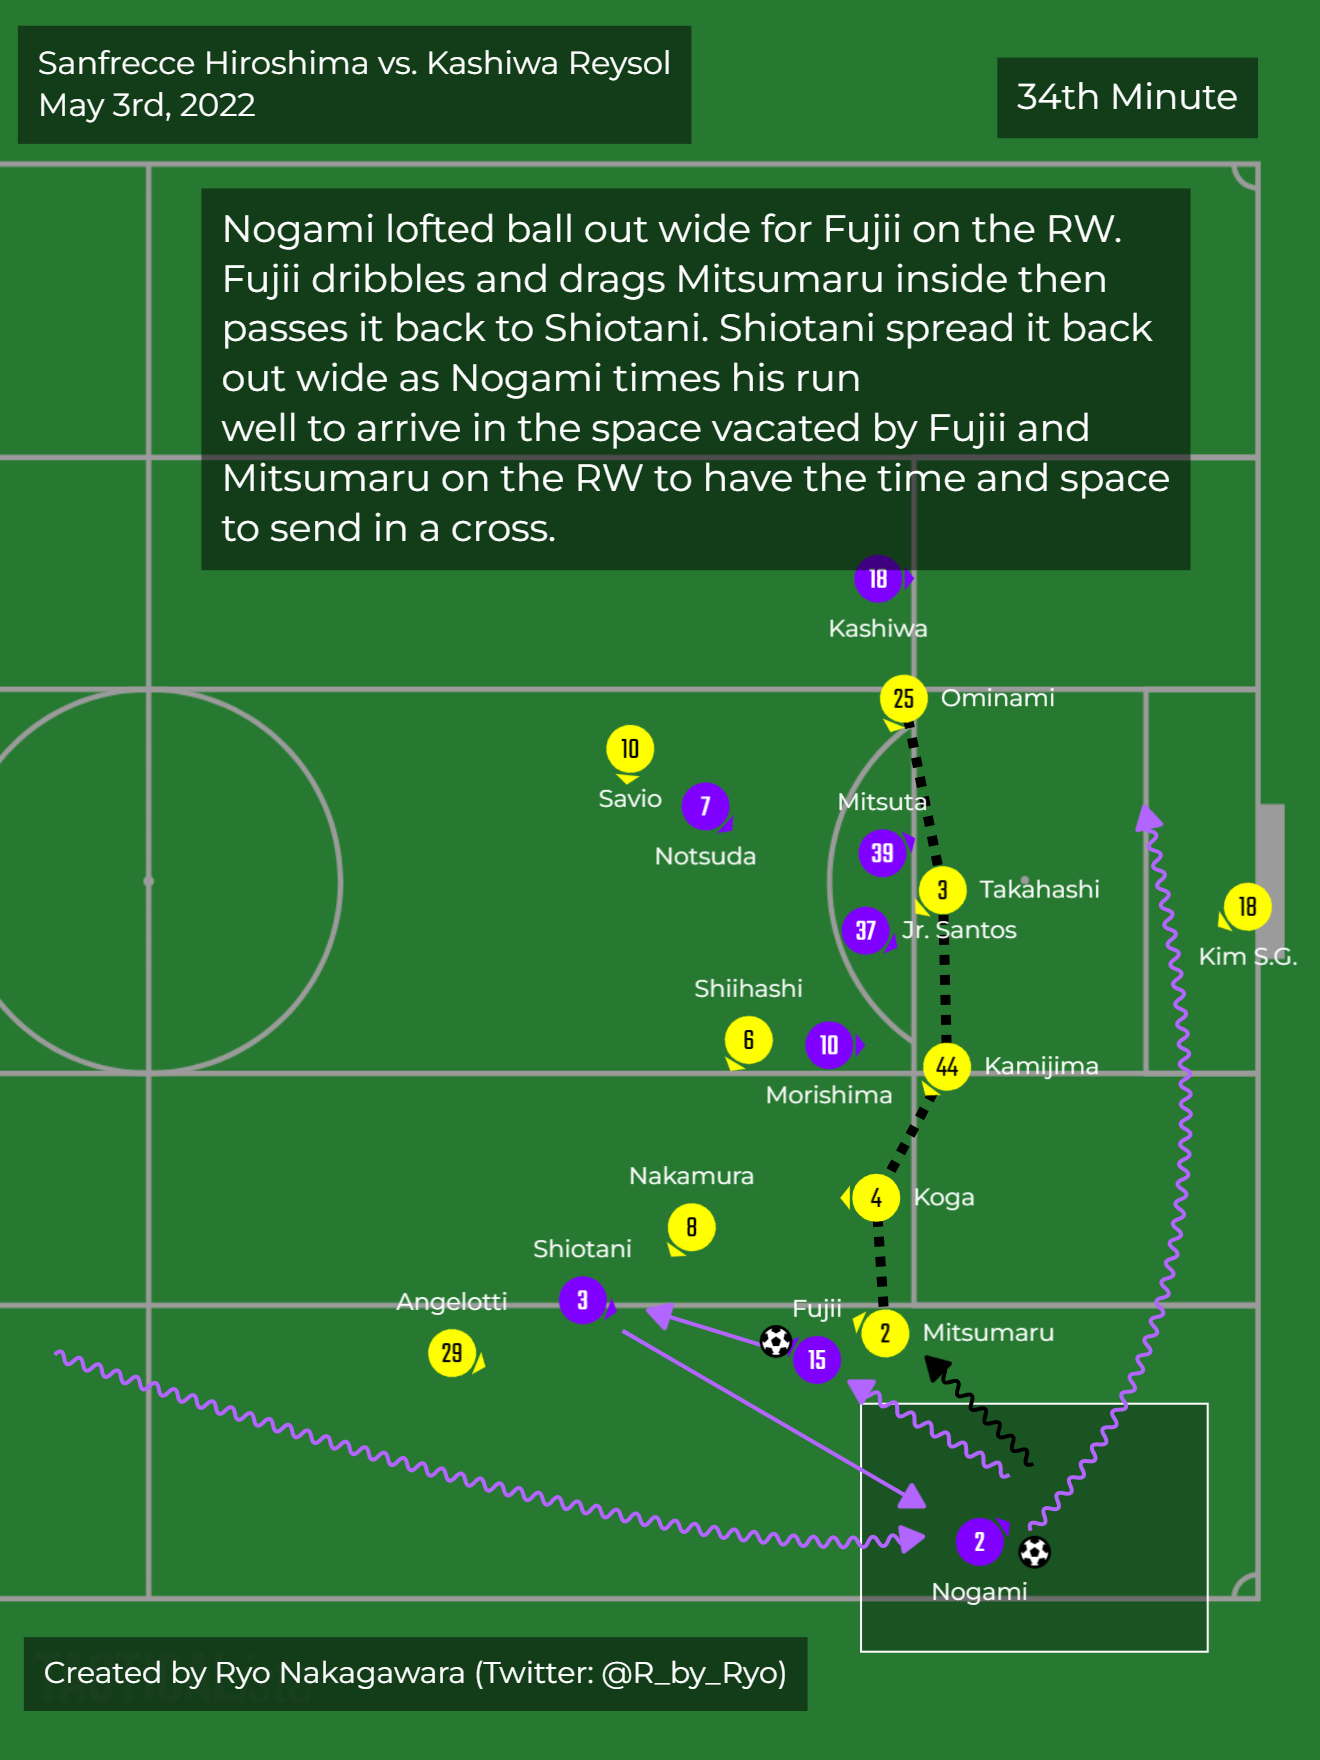 Sanfrecce Hiroshima vs. Kashiwa Reysol
May 3rd, 2022
34th Minute
Nogami lofted ball out wide for Fujii on the RW.
Fujii dribbles and drags Mitsumaru inside then
passes it back to Shiotani. Shiotani spread it back
out wide as Nogami times his run
well to arrive in the space vacated by Fujii and
Mitsumaru on the RW to have the time and space
to send in a cross.
18
Kashiwa
25 Ominami
10
Savio
7
Notsuda
Mitsuta
39
3 Takahashi
37 Jr. Santos
18
Kim S.G.
Shiihashi
6
10
Morishima
44 Kamijima
Nakamura
8
4 Koga
Shiotani
3
Angelotti
29
Fujii
15
2 Mitsumaru
2
Nogami
Created by Ryo Nakagawara (Twitter: @R_by_Ryo)